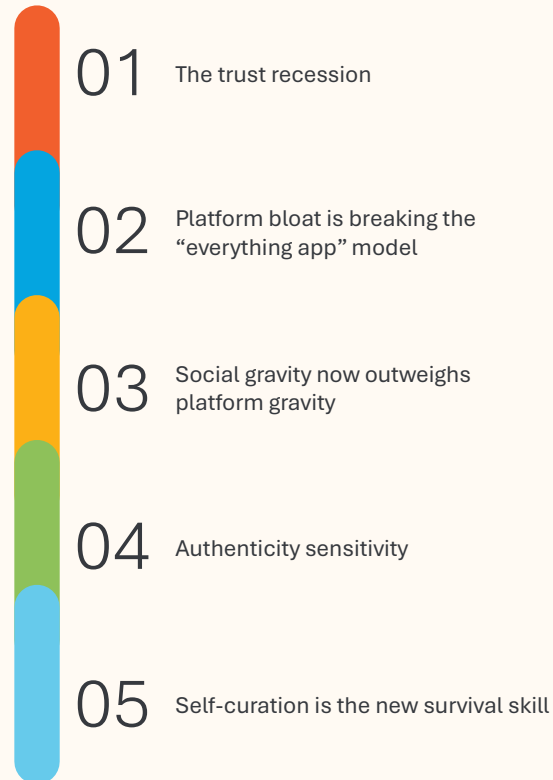 01 The trust recession
02 Platform bloat is breaking the
“everything app” model
03 Social gravity now outweighs
platform gravity
04 Authenticity sensitivity
05 Self-curation is the new survival skill